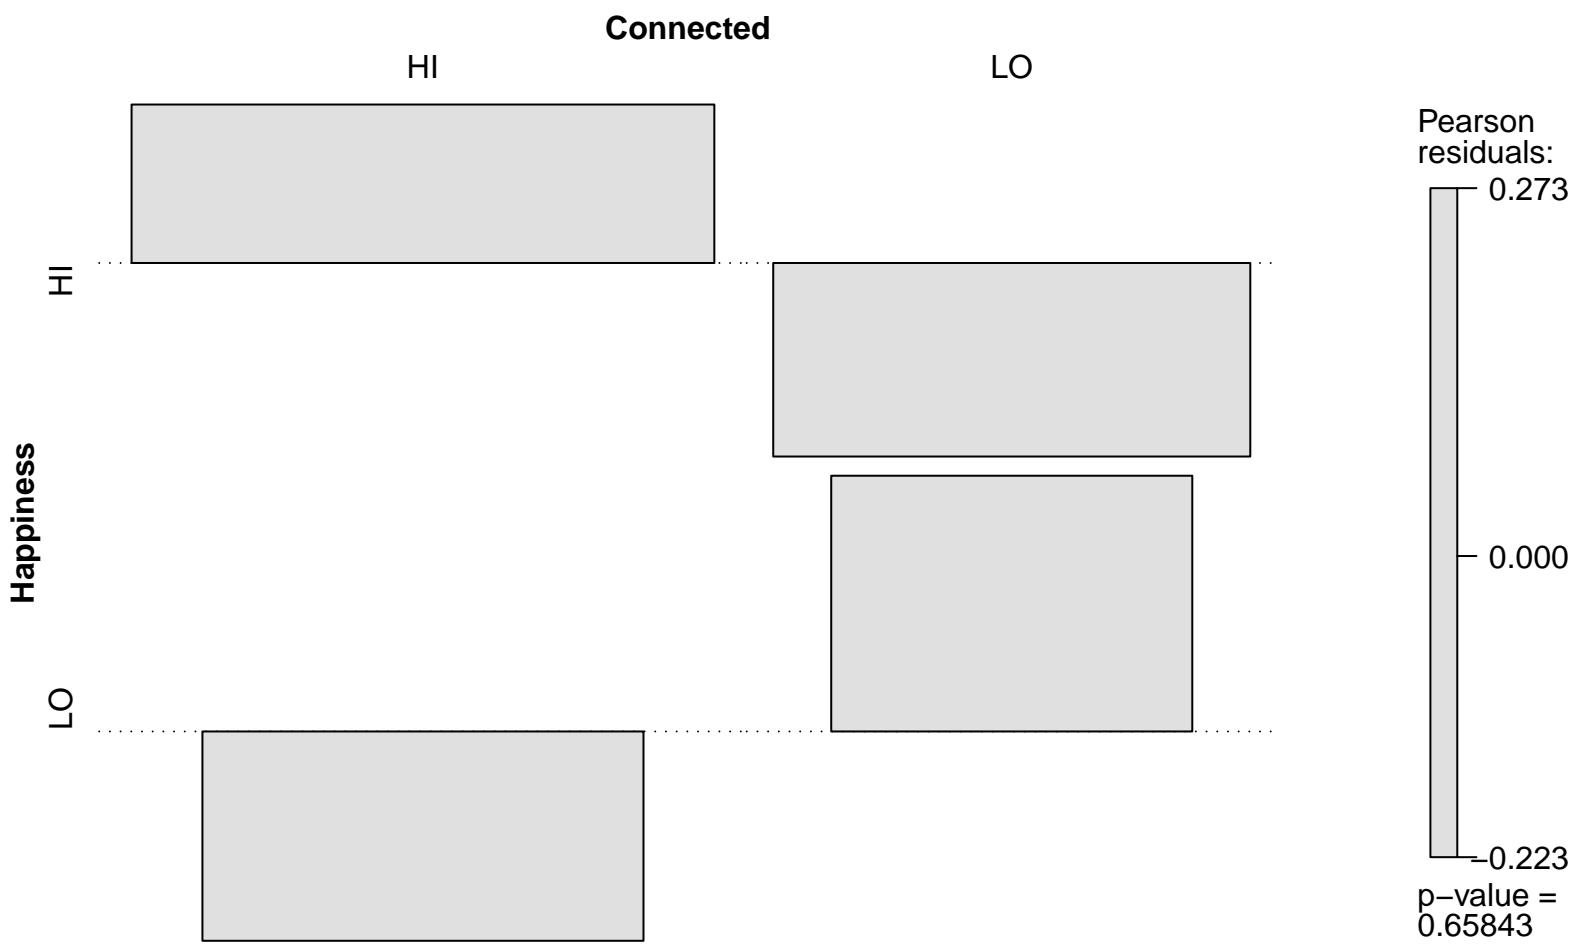 Connected
HI
LO
HI
LO
Happiness
Pearson
residuals:
0.273
0.000
−0.223
p−value =
0.65843